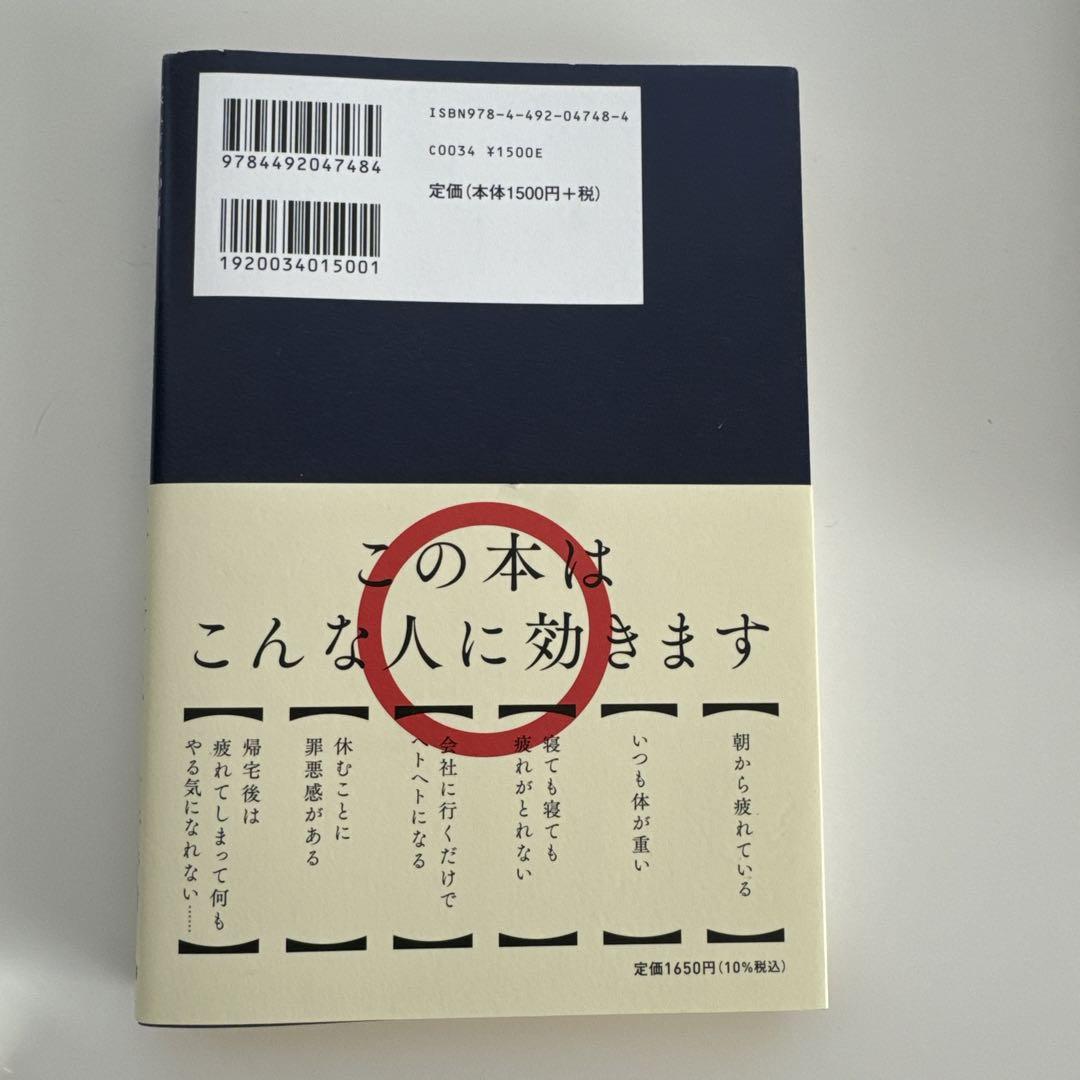 ISBN978-4-492-04748-4
9784492047484
C0034 ¥1500E
定価(本体1500円+税)
1920034015001
この本は
こんな人に効きます
朝から疲れている
いつも体が重い
寝ても寝ても
疲れがとれない
会社に行くだけで
ヘトヘトになる
休むことに
罪悪感がある
帰宅後は
疲れてしまって何も
やる気になれない……
定価1650円(10%税込)